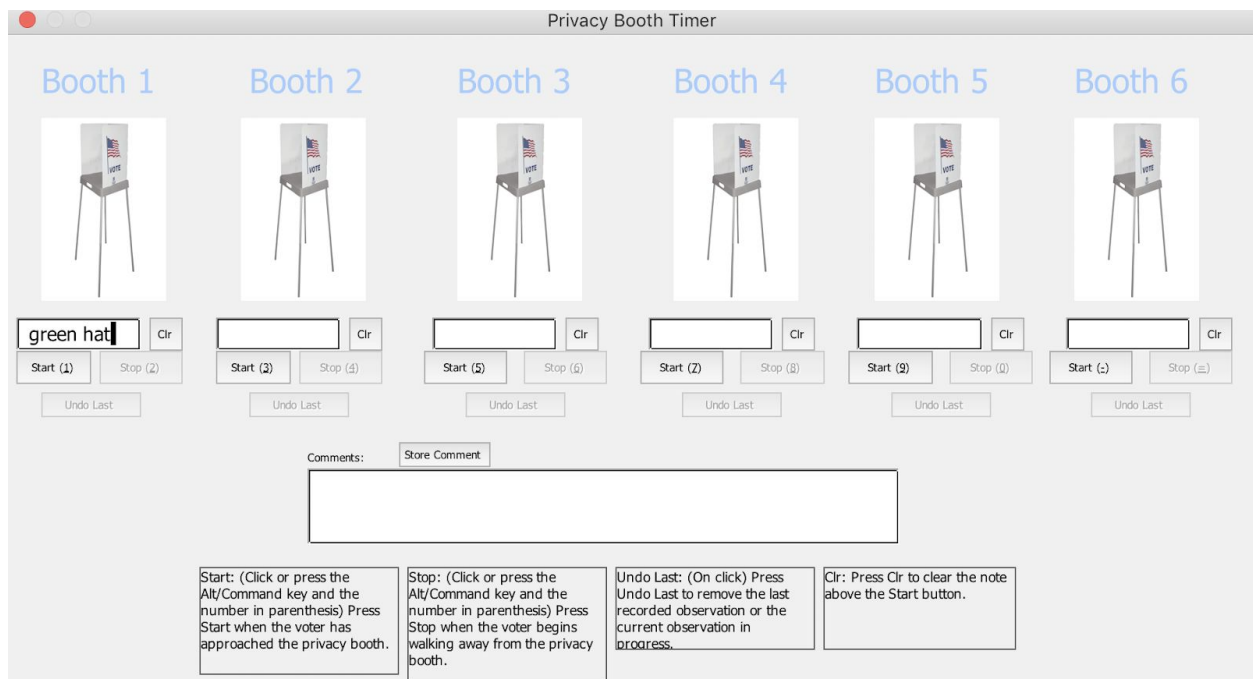 Privacy Booth Timer
Booth 1 Booth 2 Booth 3 Booth 4 Booth 5 Booth 6
VOTE VOTE VOTE VOTE VOTE VOTE
green hat Clr Clr Clr Clr Clr Clr
Start (1) Stop (2) Start (3) Stop (4) Start (5) Stop (6) Start (7) Stop (8) Start (9) Stop (0) Start (-) Stop (=)
Undo Last Undo Last Undo Last Undo Last Undo Last Undo Last
Comments: Store Comment
Start: (Click or press the
Alt/Command key and the
number in parenthesis) Press
Start when the voter has
approached the privacy booth.
Stop: (Click or press the
Alt/Command key and the
number in parenthesis) Press
Stop when the voter begins
walking away from the privacy
booth.
Undo Last: (On click) Press
Undo Last to remove the last
recorded observation or the
current observation in
progress.
Clr: Press Clr to clear the note
above the Start button.